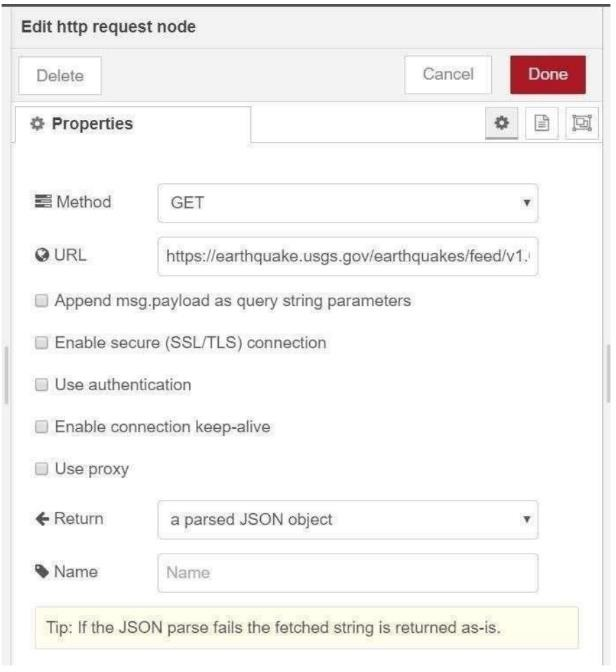 Edit http request node
Delete Cancel Done
Properties
Method GET
URL https://earthquake.usgs.gov/earthquakes/feed/v1.
Append msg.payload as query string parameters
Enable secure (SSL/TLS) connection
Use authentication
Enable connection keep-alive
Use proxy
Return a parsed JSON object
Name Name
Tip: If the JSON parse fails the fetched string is returned as-is.